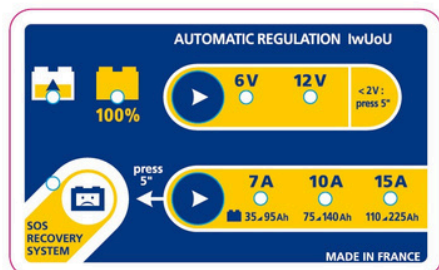 AUTOMATIC REGULATION IwUoU
6V 12V
< 2V :
press 5"
100%
press
5"
7A 10A 15A
35⊿95Ah 75⊿140Ah 110⊿225Ah
SOS
RECOVERY
SYSTEM
MADE IN FRANCE